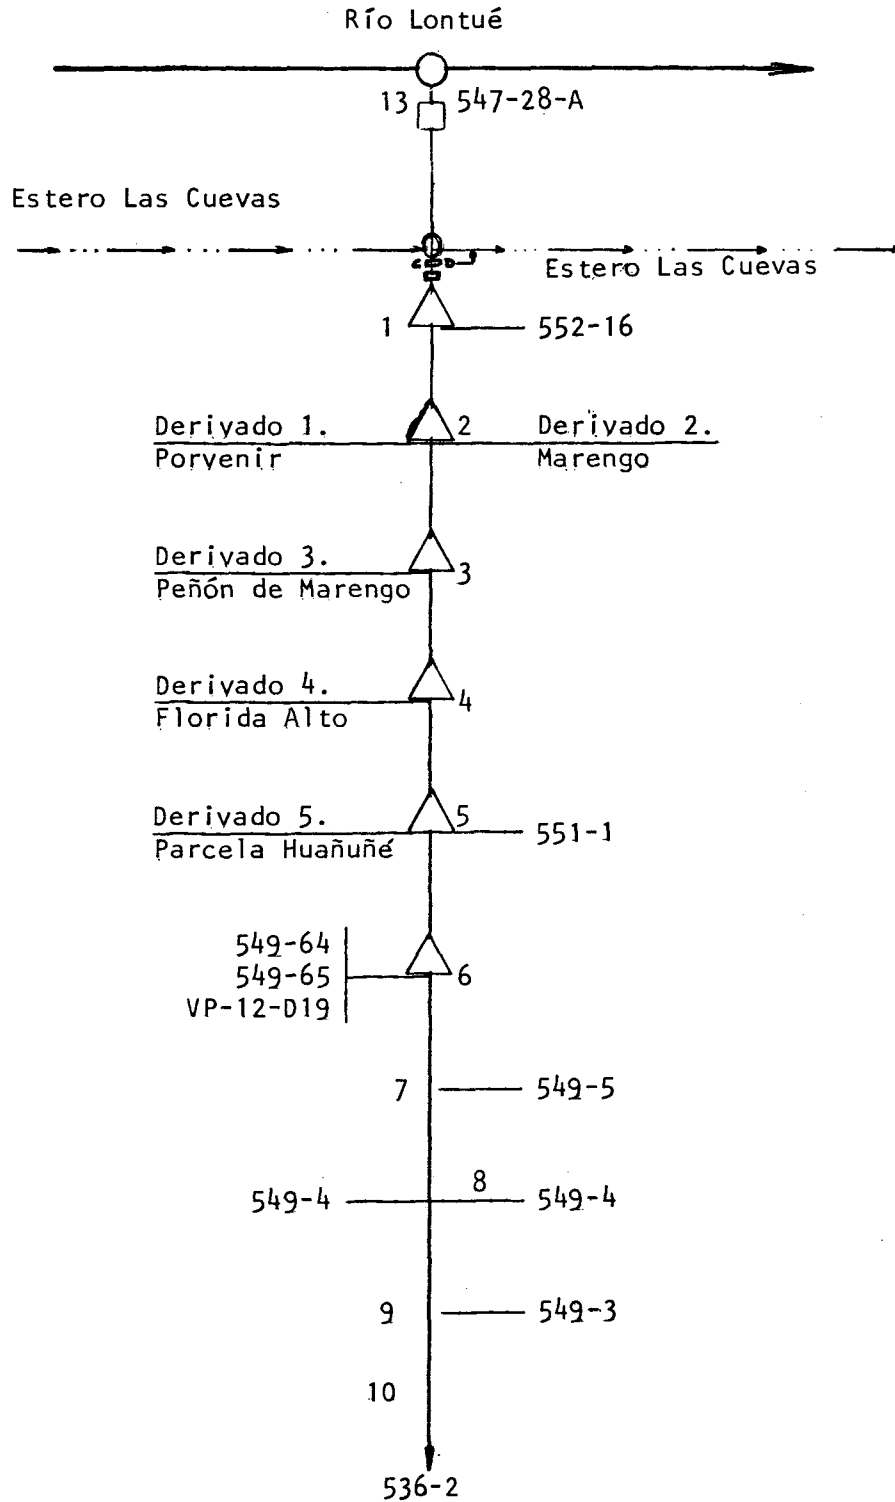 Río Lontué
13 547-28-A
Estero Las Cuevas
Estero Las Cuevas
1 552-16
Derivado 1. 2 Derivado 2.
Porvenir Marengo
Derivado 3.
3
Peñón de Marengo
Derivado 4.
4
Florida Alto
Derivado 5. 5
551-1
Parcela Huañuñé
549-64
549-65 6
VP-12-D19
7 549-5
8
549-4 549-4
9 549-3
10
536-2